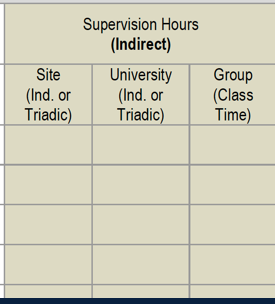 Supervision Hours
(Indirect)
Site
(Ind. or
Triadic)
University
(Ind. or
Triadic)
Group
(Class
Time)